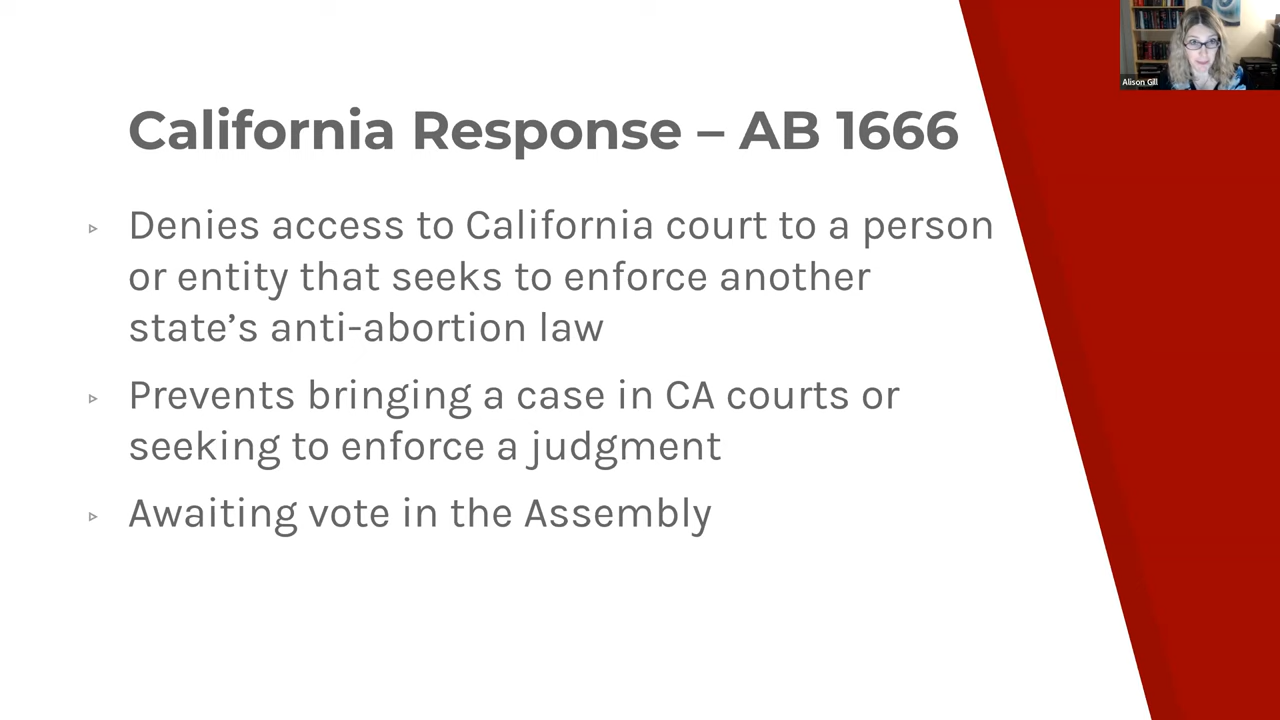 Alison Gill
California Response – AB 1666
▹ Denies access to California court to a person
or entity that seeks to enforce another
state’s anti-abortion law
▹ Prevents bringing a case in CA courts or
seeking to enforce a judgment
▹ Awaiting vote in the Assembly